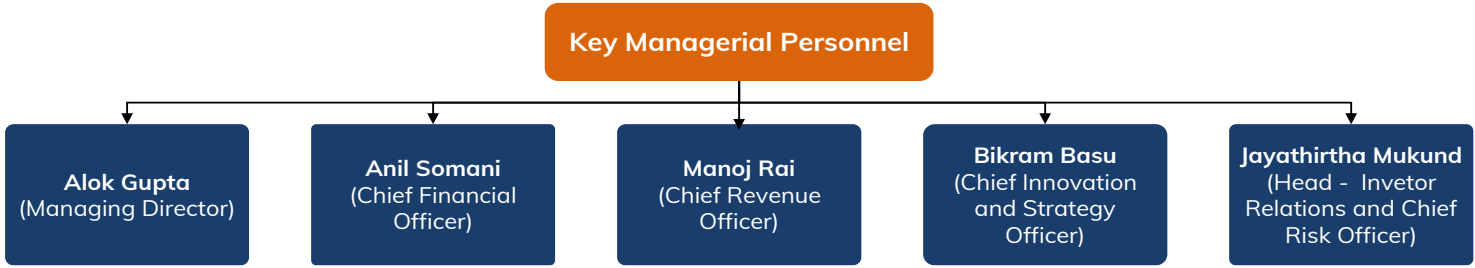 Key Managerial Personnel
Alok Gupta
(Managing Director)
Anil Somani
(Chief Financial
Officer)
Manoj Rai
(Chief Revenue
Officer)
Bikram Basu
(Chief Innovation
and Strategy
Officer)
Jayathirtha Mukund
(Head - Invetor
Relations and Chief
Risk Officer)